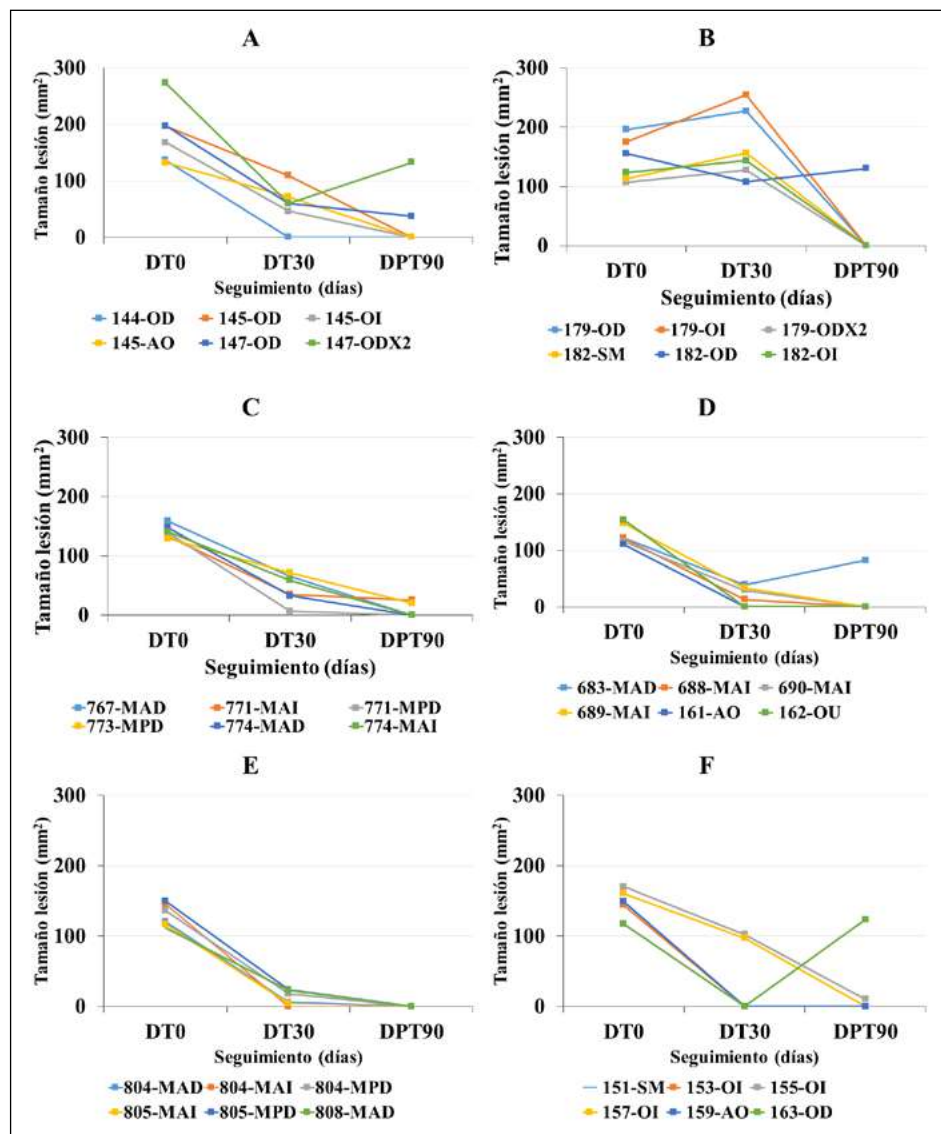 A
300
200
100
0
Tamaño lesión (mm²)
DT0 DT30 DPT90
Seguimiento (días)
144-OD 145-OD 145-OI
145-AO 147-OD 147-ODX2
B
300
200
100
0
Tamaño lesión (mm²)
DT0 DT30 DPT90
Seguimiento (días)
179-OD 179-OI 179-ODX2
182-SM 182-OD 182-OI
C
300
200
100
0
Tamaño lesión (mm²)
DT0 DT30 DPT90
Seguimiento (días)
767-MAD 771-MAI 771-MPD
773-MPD 774-MAD 774-MAI
D
300
200
100
0
Tamaño lesión (mm²)
DT0 DT30 DPT90
Seguimiento (días)
683-MAD 688-MAI 690-MAI
689-MAI 161-AO 162-OU
E
300
200
100
0
Tamaño lesión (mm²)
DT0 DT30 DPT90
Seguimiento (días)
804-MAD 804-MAI 804-MPD
805-MAI 805-MPD 808-MAD
F
300
200
100
0
Tamaño lesión (mm²)
DT0 DT30 DPT90
Seguimiento (días)
151-SM 153-OI 155-OI
157-OI 159-AO 163-OD